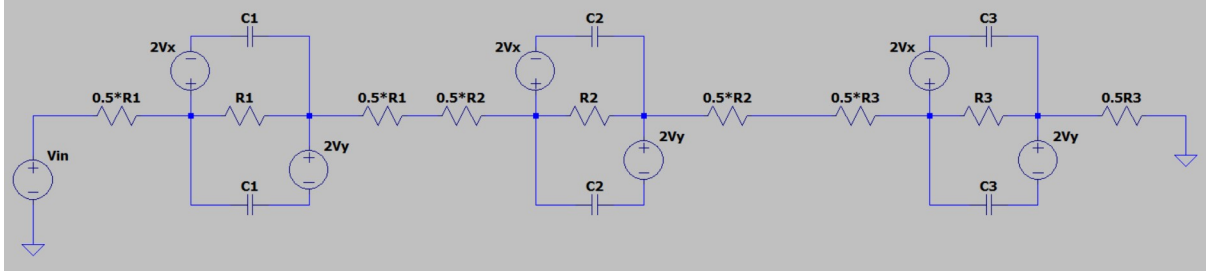 C1 C2 C3
2Vx 2Vx 2Vx
0.5*R1 R1 0.5*R1 0.5*R2 R2 0.5*R2 0.5*R3 R3 0.5R3
Vin 2Vy 2Vy 2Vy
C1 C2 C3